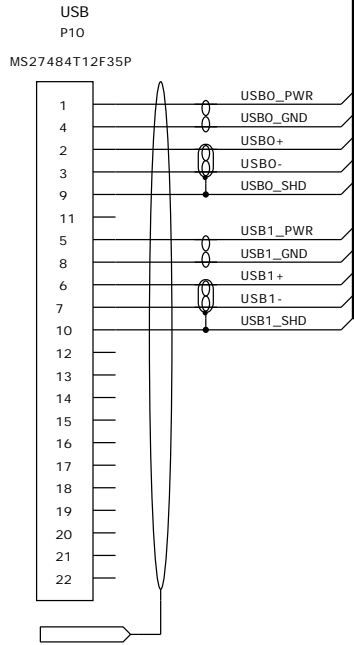 USB
P10
MS27484T12F35P
1 USB0_PWR
4 USB0_GND
2 USB0+
3 USB0-
9 USB0_SHD
11
5 USB1_PWR
8 USB1_GND
6 USB1+
7 USB1-
10 USB1_SHD
12
13
14
15
16
17
18
19
20
21
22